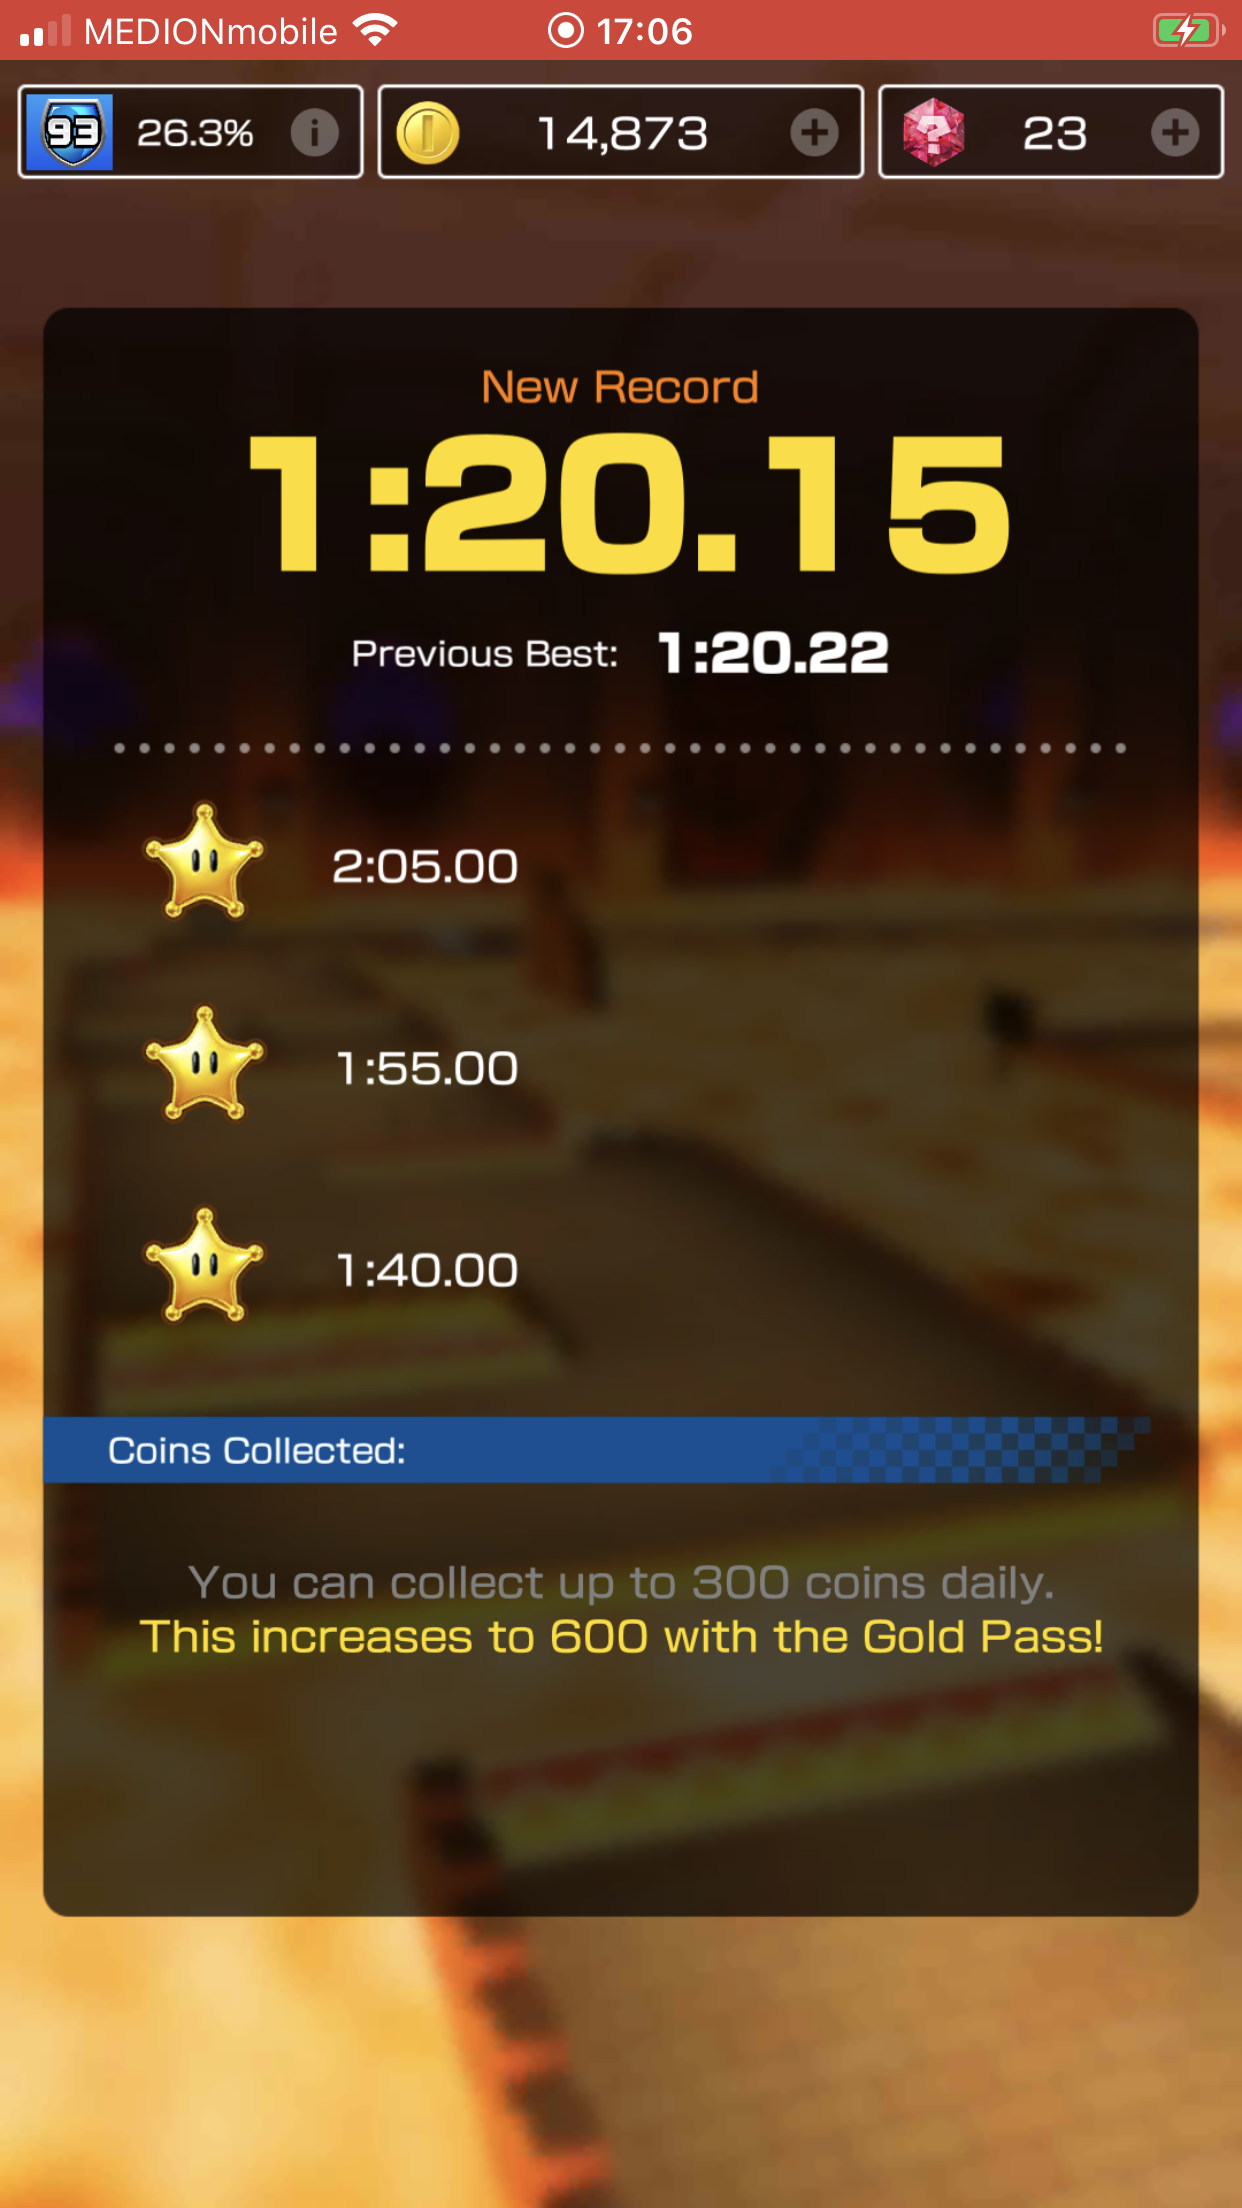 MEDIONmobile 17:06
93 26.3% i 14,873 + ? 23 +
New Record
1:20.15
Previous Best: 1:20.22
2:05.00
1:55.00
1:40.00
Coins Collected:
You can collect up to 300 coins daily.
This increases to 600 with the Gold Pass!